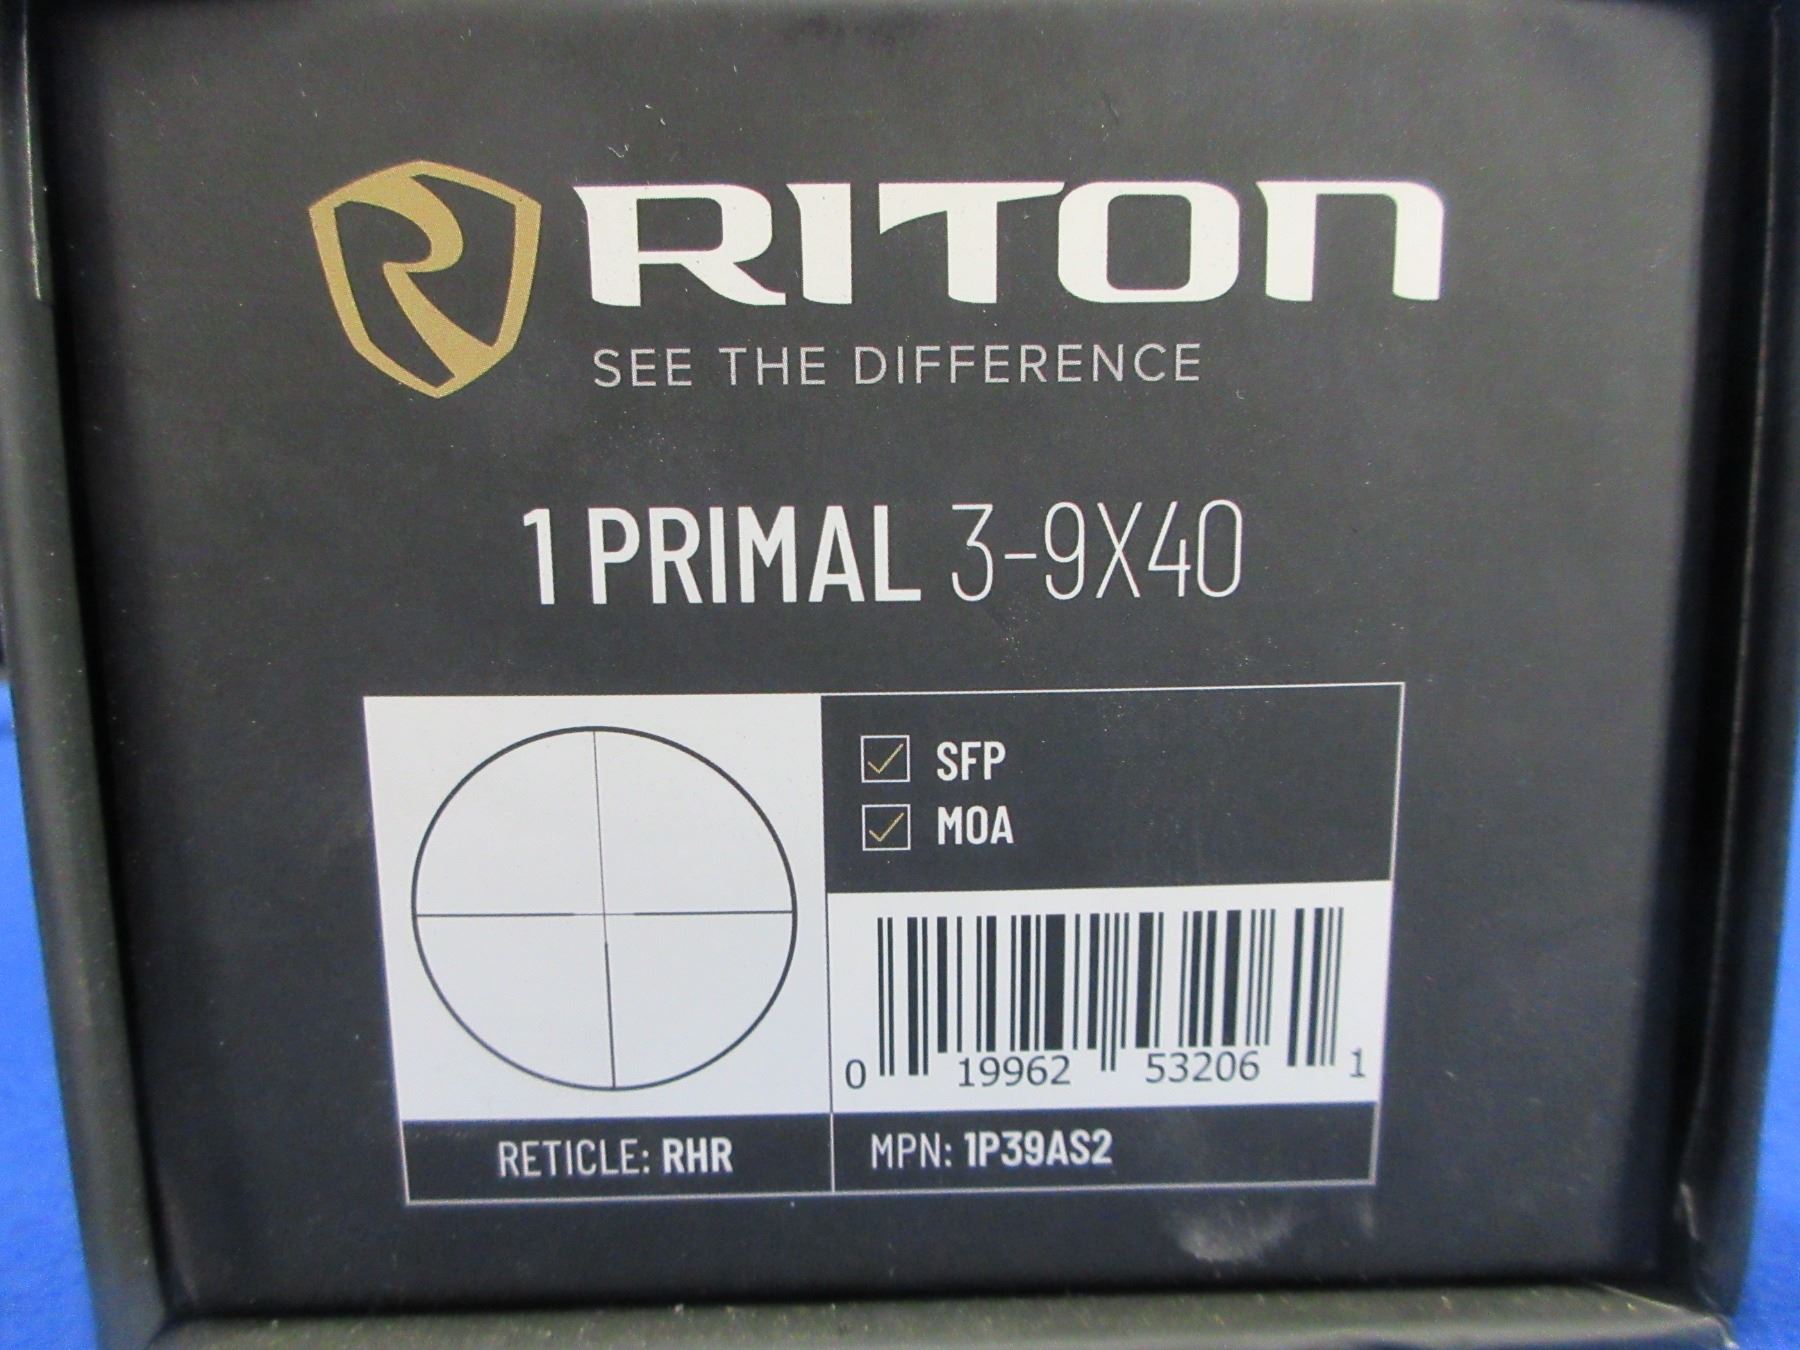 RITON
SEE THE DIFFERENCE
1 PRIMAL 3-9X40
SFP
MOA
0 19962 53206 1
RETICLE: RHR
MPN: 1P39AS2